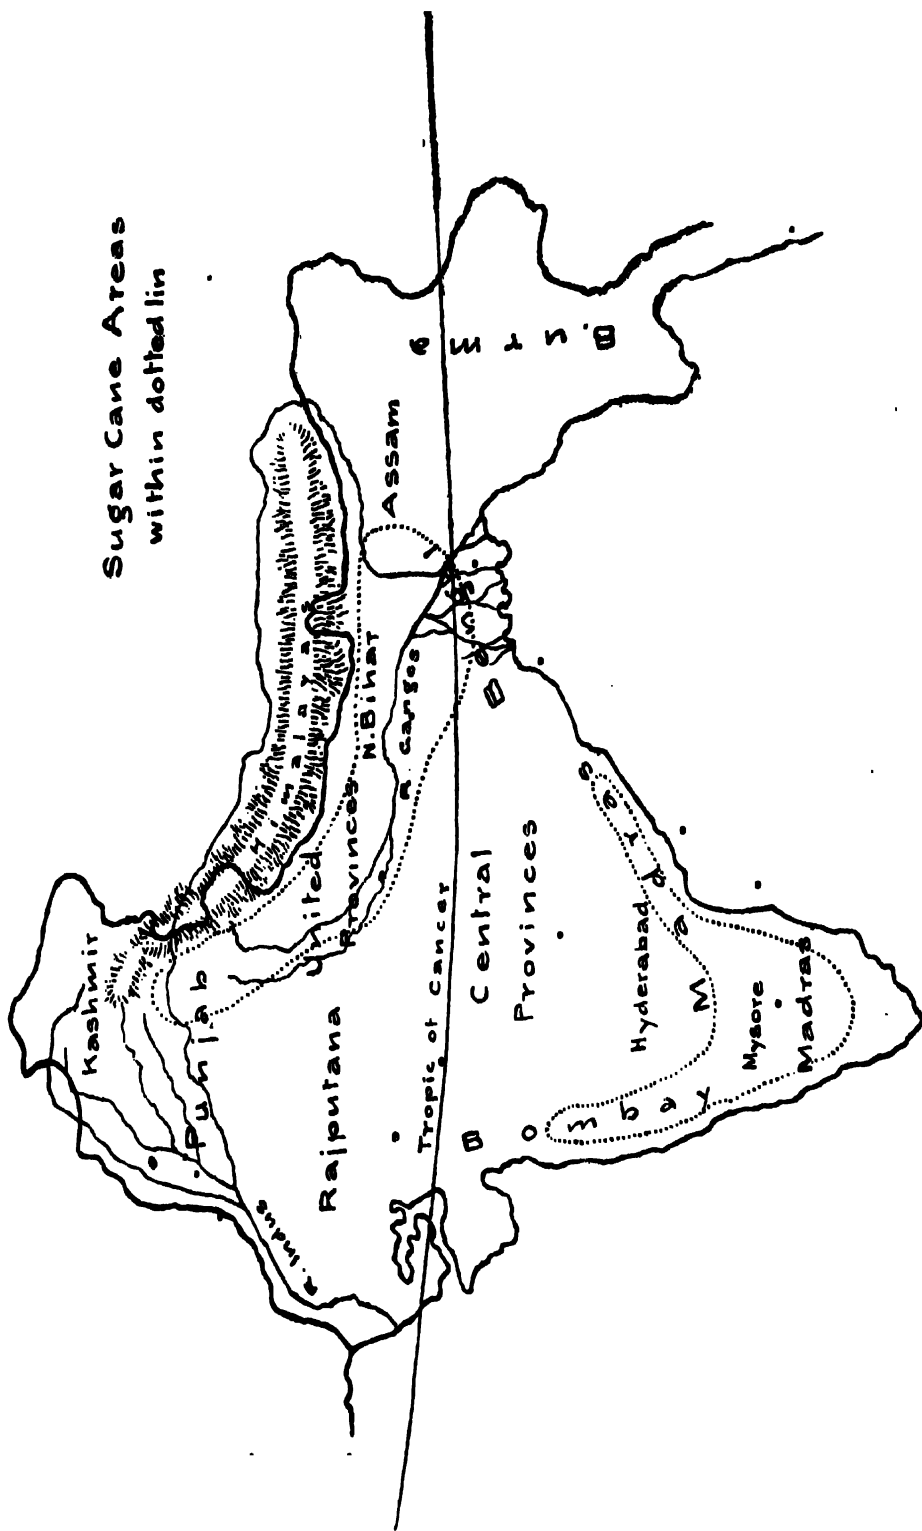 Sugar Cane Areas
within dotted lin
Kashmir
Punjab
Himalayas
United
Provinces
N. Bihar
Assam
Burma
R. Indus
Rajputana
R Ganges
Tropic of Cancer
Bengal
Central
Provinces
Bombay
Hyderabad
Madras
Mysore
Madras